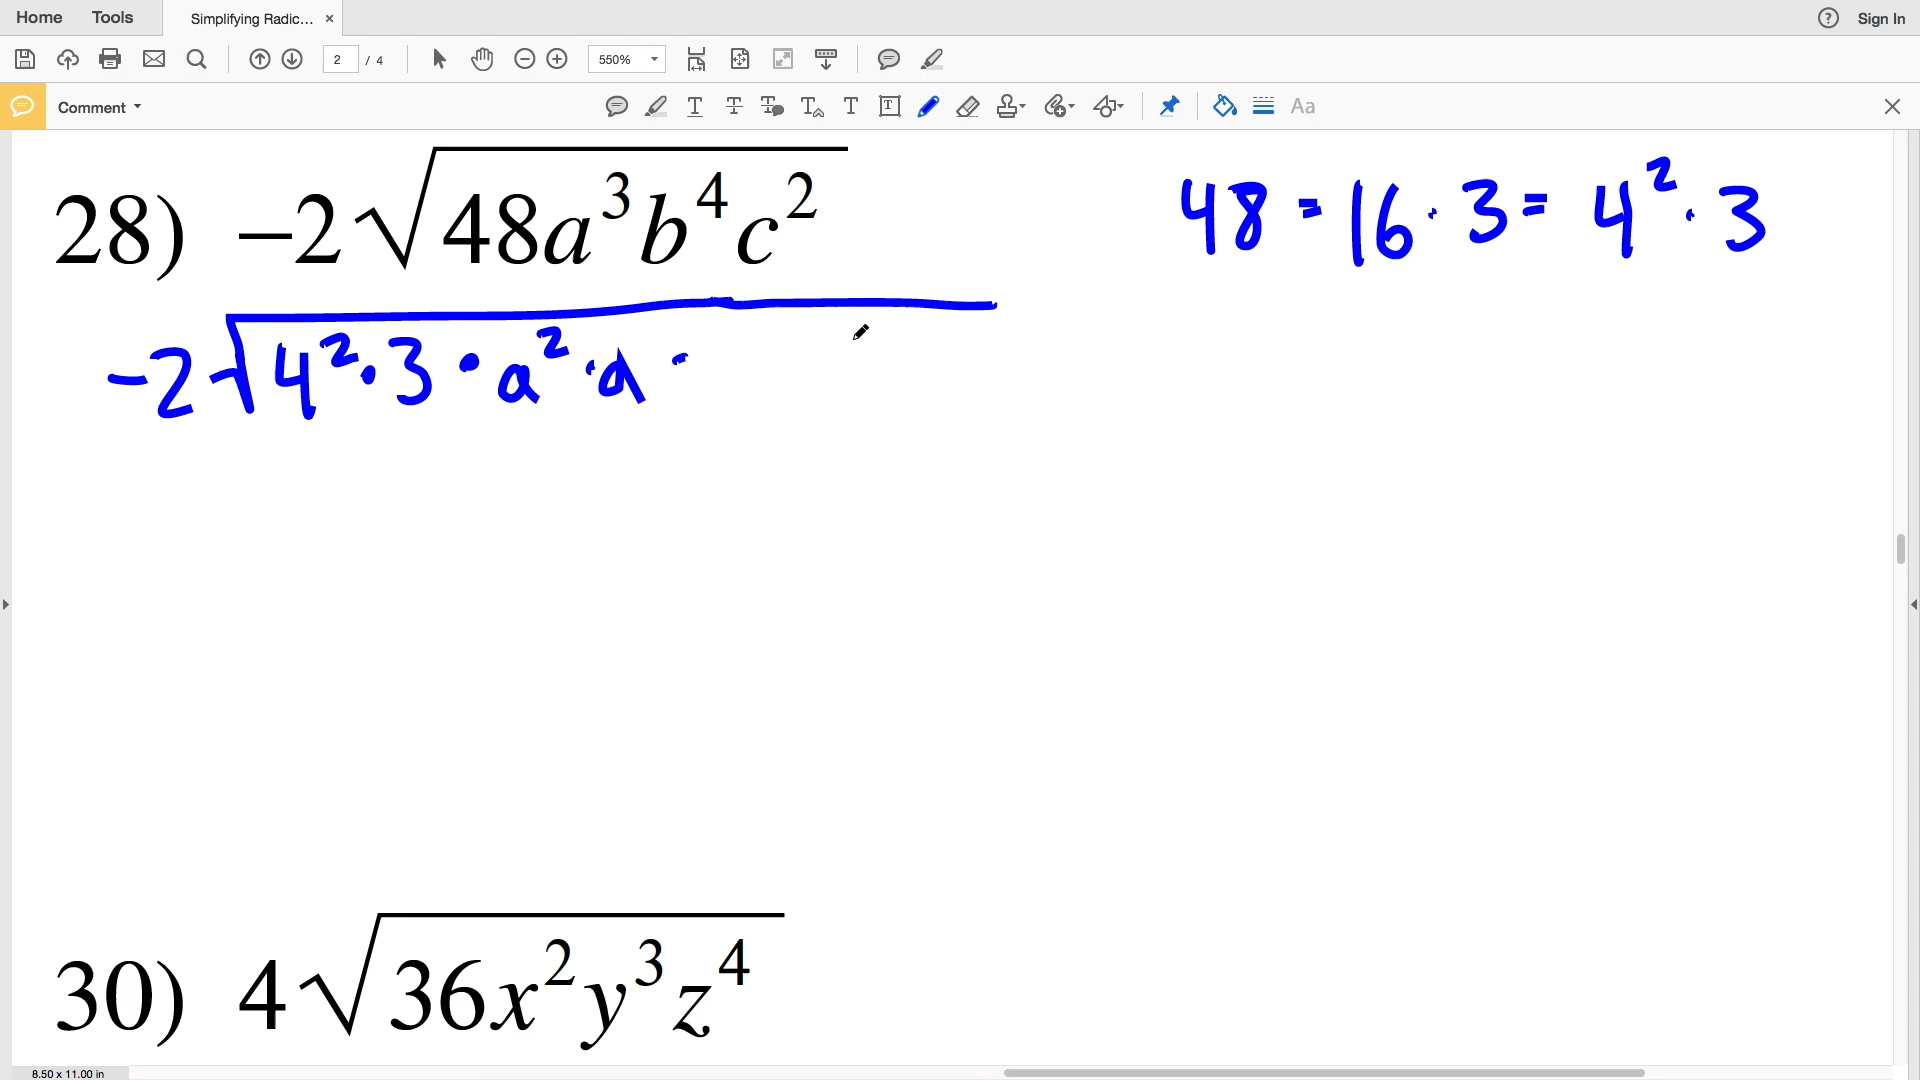 Home Tools Simplifying Radic... × ? Sign In
2 / 4 550%
Comment Aa
28) −2√(48a³b⁴c²) 48 = 16 · 3 = 4² · 3
-2√(4² · 3 · a² · a ·
30) 4√(36x²y³z⁴)
8.50 x 11.00 in